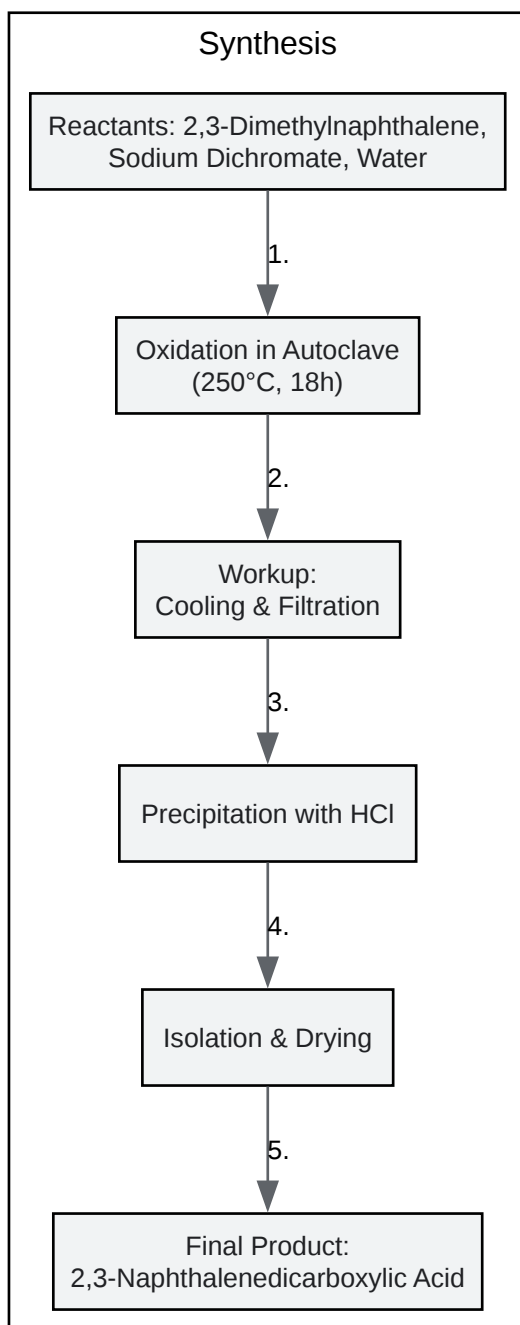 Synthesis
Reactants: 2,3-Dimethylnaphthalene,
Sodium Dichromate, Water
1.
Oxidation in Autoclave
(250°C, 18h)
2.
Workup:
Cooling & Filtration
3.
Precipitation with HCl
4.
Isolation & Drying
5.
Final Product:
2,3-Naphthalenedicarboxylic Acid